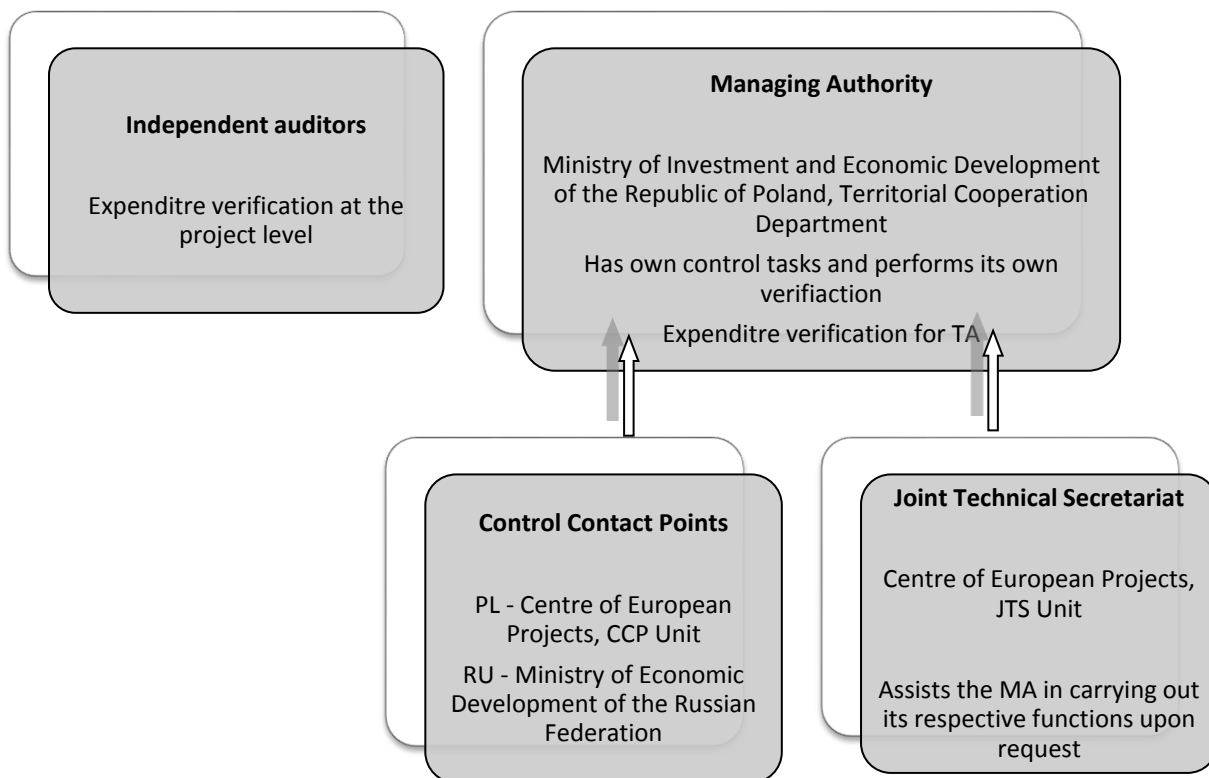 Independent auditors
Expenditre verification at the
project level
Managing Authority
Ministry of Investment and Economic Development
of the Republic of Poland, Territorial Cooperation
Department
Has own control tasks and performs its own
verifiaction
Expenditre verification for TA
Control Contact Points
PL - Centre of European
Projects, CCP Unit
RU - Ministry of Economic
Development of the Russian
Federation
Joint Technical Secretariat
Centre of European Projects,
JTS Unit
Assists the MA in carrying out
its respective functions upon
request